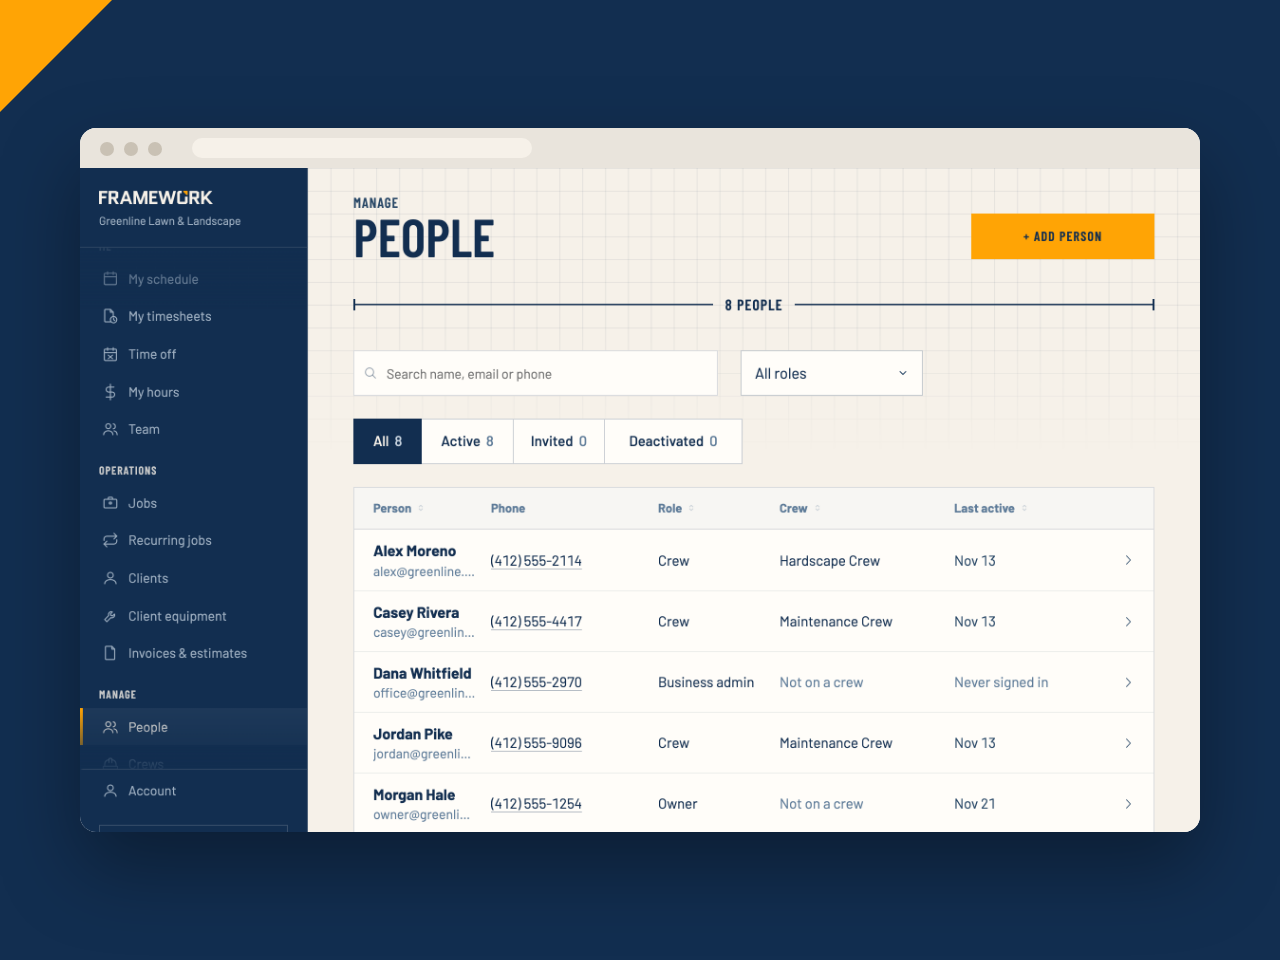 FRAMEWORK
Greenline Lawn & Landscape
My schedule
My timesheets
Time off
My hours
Team
OPERATIONS
Jobs
Recurring jobs
Clients
Client equipment
Invoices & estimates
MANAGE
People
Crews
Account
MANAGE
PEOPLE
+ ADD PERSON
8 PEOPLE
Search name, email or phone
All roles
All 8
Active 8
Invited 0
Deactivated 0
Person Phone Role Crew Last active
Alex Moreno
alex@greenline....
(412) 555-2114 Crew Hardscape Crew Nov 13
Casey Rivera
casey@greenlin...
(412) 555-4417 Crew Maintenance Crew Nov 13
Dana Whitfield
office@greenlin...
(412) 555-2970 Business admin Not on a crew Never signed in
Jordan Pike
jordan@greenli...
(412) 555-9096 Crew Maintenance Crew Nov 13
Morgan Hale
owner@greenli...
(412) 555-1254 Owner Not on a crew Nov 21